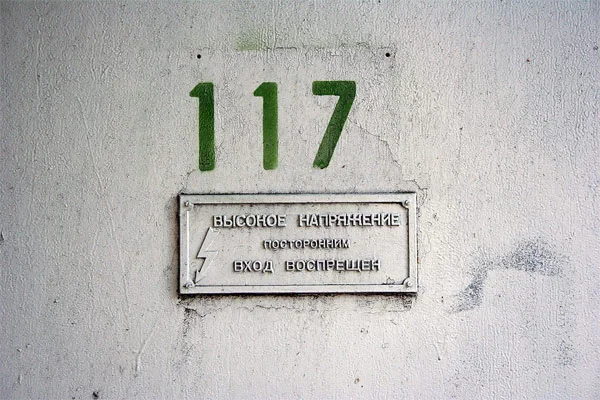 117
ВЫСОКОЕ НАПРЯЖЕНИЕ
ПОСТОРОННИМ
ВХОД ВОСПРЕЩЕН